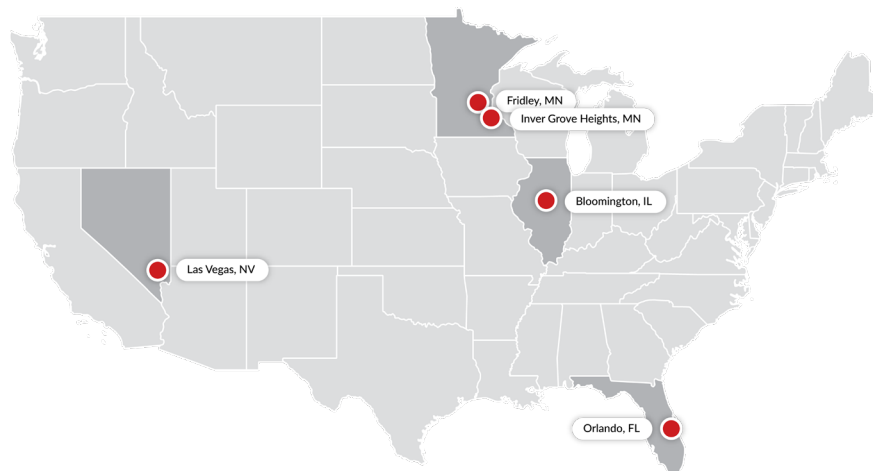 Fridley, MN
Inver Grove Heights, MN
Bloomington, IL
Las Vegas, NV
Orlando, FL